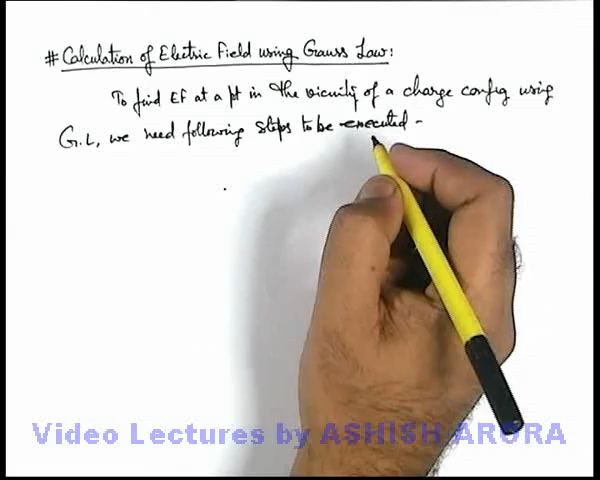 # Calculation of Electric Field using Gauss Law:
To find EF at a pt in the vicinity of a charge config using
G.L, we need following steps to be executed -
Video Lectures by ASHISH ARORA